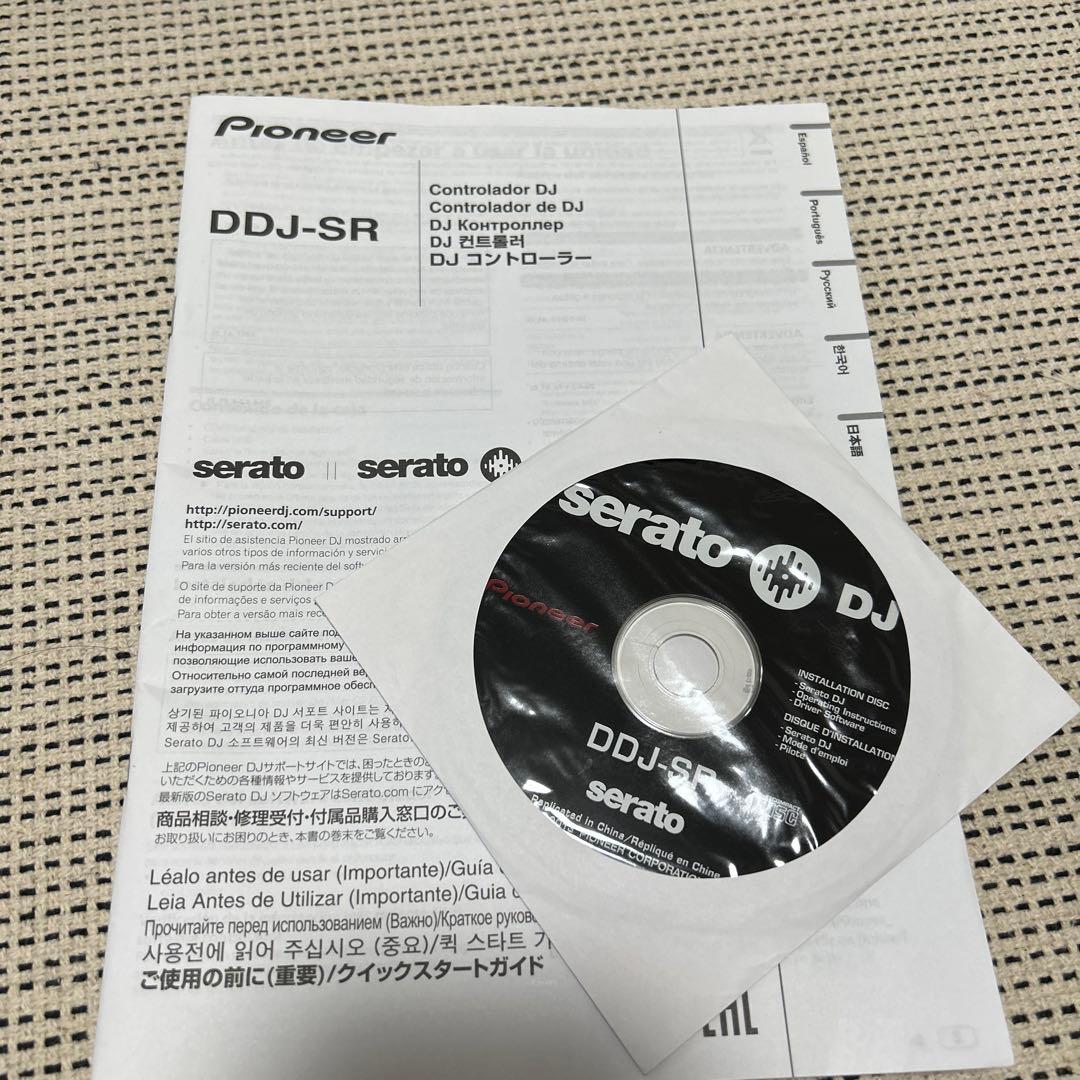 Pioneer
DDJ-SR
Controlador DJ
Controlador de DJ
DJ Контроллер
DJ 컨트롤러
DJ コントローラー
Español
Português
Русский
한국어
日本語
serato
serato
http://pioneerdj.com/support/
http://serato.com/
El sitio de asistencia Pioneer DJ mostrado
varios otros tipos de información y
Para la versión más reciente del
O site de suporte da Pioneer
de informações e serviços
Para obter a versão mais
На указанном выше сайте
информация по программному
позволяющие использовать
Относительно самой последней
загрузите оттуда программное
상기된 파이오니아 DJ 서포트 사이트는
제공하여 고객의 제품을 더욱 편안히
Serato DJ 소프트웨어의 최신 버전은 Serato
上記のPioneer DJサポートサイトでは、困ったときの
いただくための各種情報やサービスを提供しております
最新版のSerato DJ ソフトウェアはSerato.com に
商品相談・修理受付・付属品購入窓口の
お取り扱いにお困りのとき、本書の巻末をご覧ください。
Léalo antes de usar (Importante)/Guía
Leia Antes de Utilizar (Importante)/Guia
Прочитайте перед использованием (Важно)/Краткое
사용전에 읽어 주십시오 (중요)/퀵 스타트
ご使用の前に(重要)/クイックスタートガイド
serato DJ
Pioneer
INSTALLATION DISC
- Serato DJ
- Operating Instructions
- Driver Software
DISQUE D'INSTALLATION
- Serato DJ
- Mode d'emploi
- Pilote
DDJ-SR
serato
Replicated in China/Répliqué en Chine
PIONEER CORPORATION